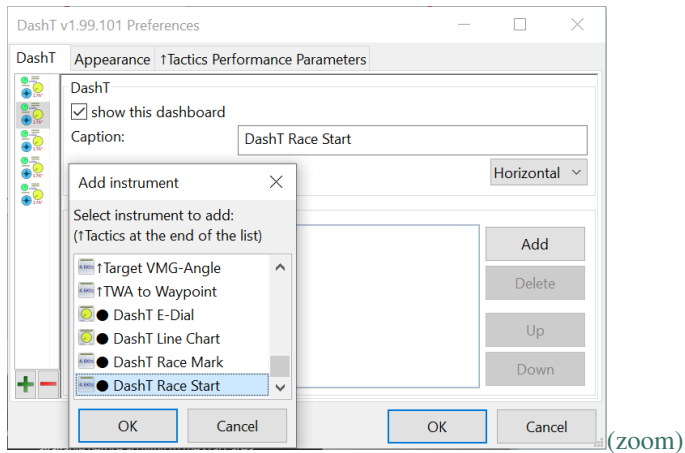 DashT v1.99.101 Preferences
DashT Appearance ↑Tactics Performance Parameters
DashT
show this dashboard
Caption: DashT Race Start
Horizontal
Add instrument
Select instrument to add:
(↑Tactics at the end of the list)
↑Target VMG-Angle
↑TWA to Waypoint
● DashT E-Dial
● DashT Line Chart
● DashT Race Mark
● DashT Race Start
OK Cancel
Add
Delete
Up
Down
OK Cancel
(zoom)